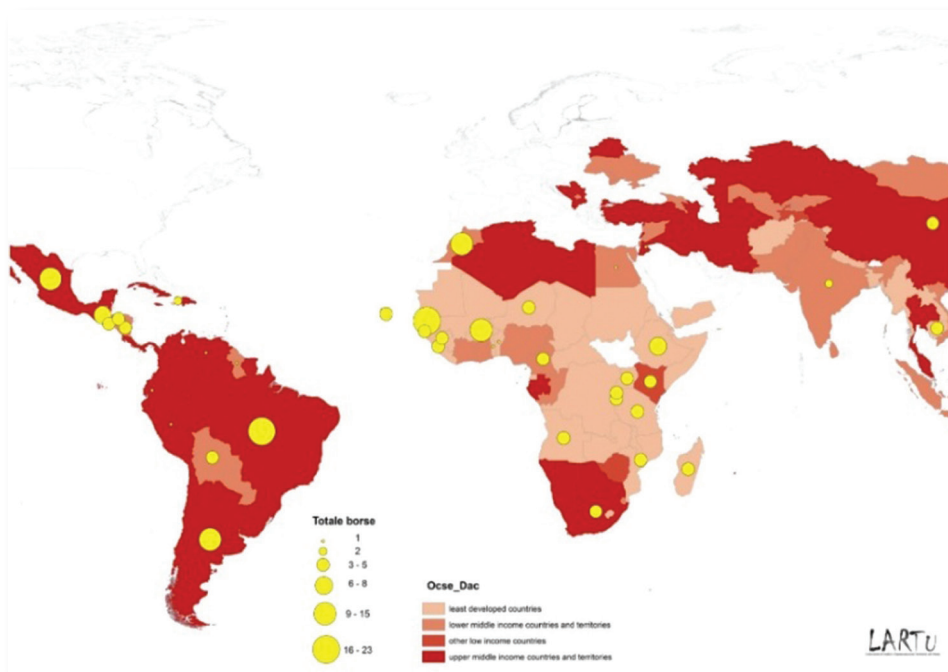 Totale borse
1
2
3 - 5
6 - 8
9 - 15
16 - 23
Ocse_Dac
least developed countries
lower middle income countries and territories
other low income countries
upper middle income countries and territories
LARTU